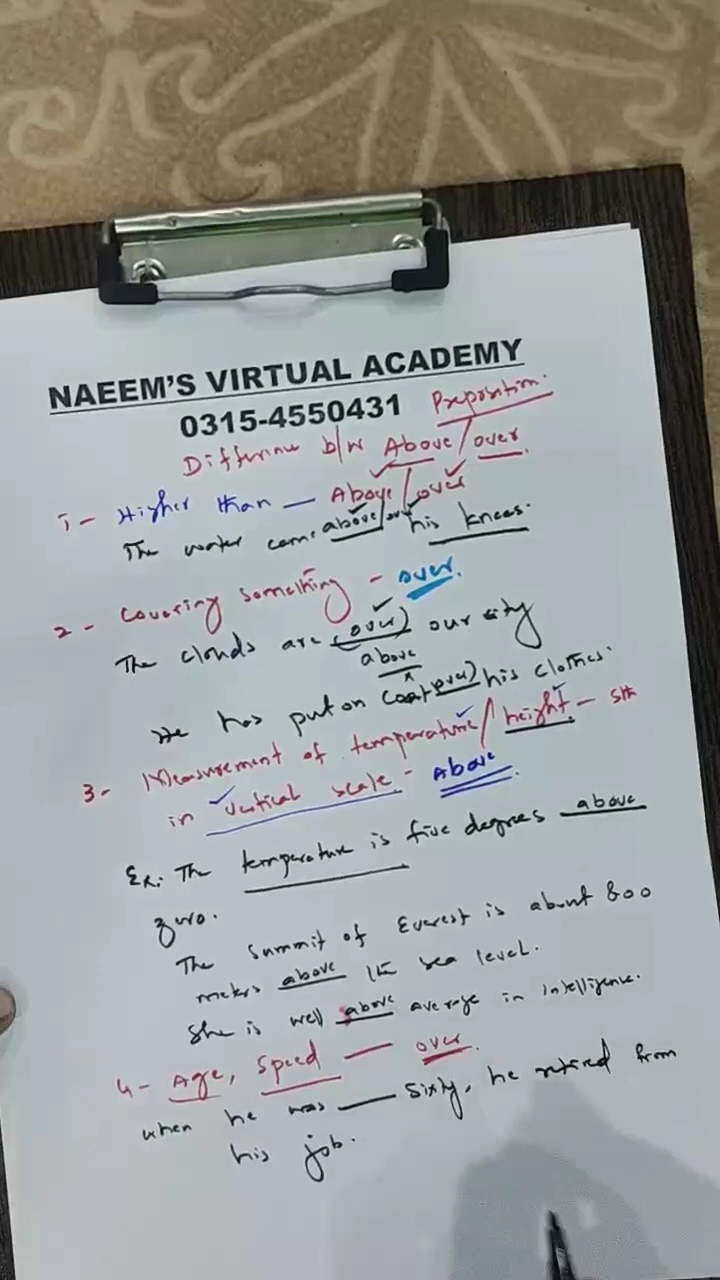 NAEEM'S VIRTUAL ACADEMY
0315-4550431 Preposition.
Difference b/w Above/over
1- Higher than — Above/over
The water came above/over his knees.
2- Covering something - over.
The clouds are (over) our city
above
He has put on coat (over) his clothes.
3- Measurement of temperature/height -
in vertical scale - Above
Ex: The temperature is five degrees above
zero.
The summit of Everest is about 800
meters above the sea level.
She is well above average in intelligence.
4- Age, Speed — over.
when he was ___ sixty, he retired from
his job.